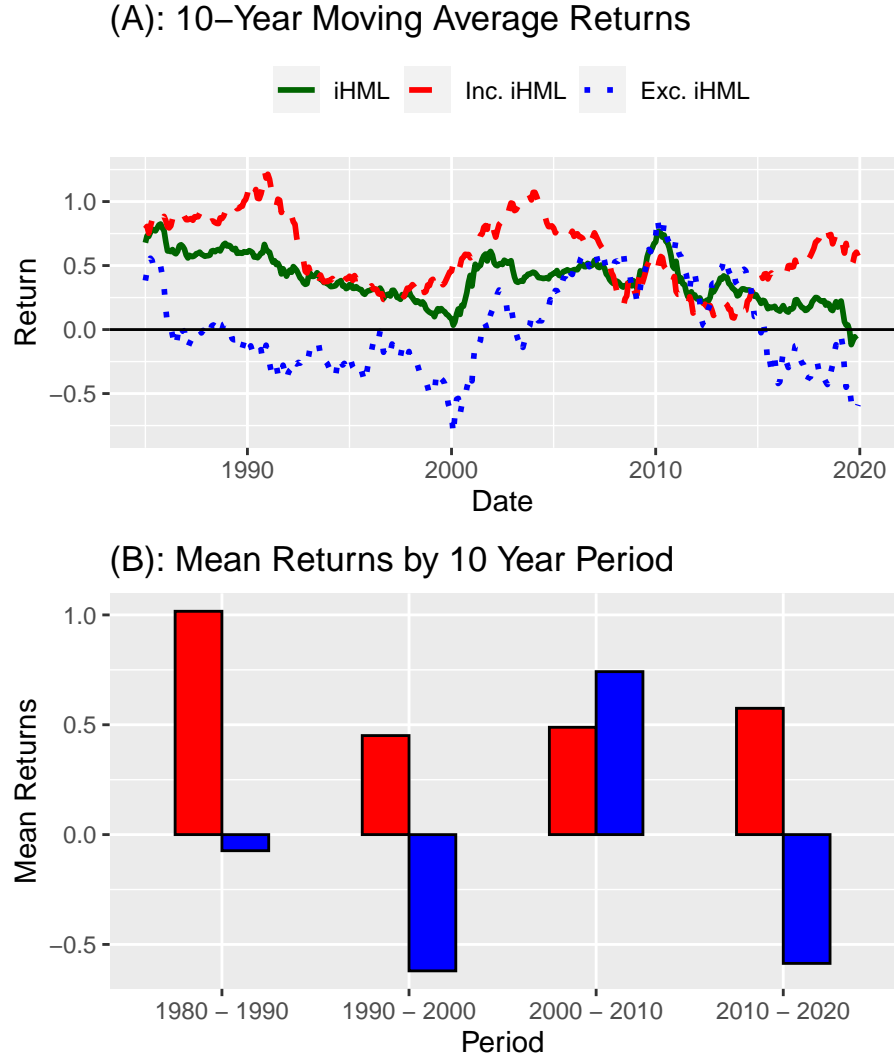 (A): 10−Year Moving Average Returns
iHML Inc. iHML Exc. iHML
Return
1.0
0.5
0.0
−0.5
1990 2000 2010 2020
Date
(B): Mean Returns by 10 Year Period
Mean Returns
1.0
0.5
0.0
−0.5
1980 − 1990 1990 − 2000 2000 − 2010 2010 − 2020
Period